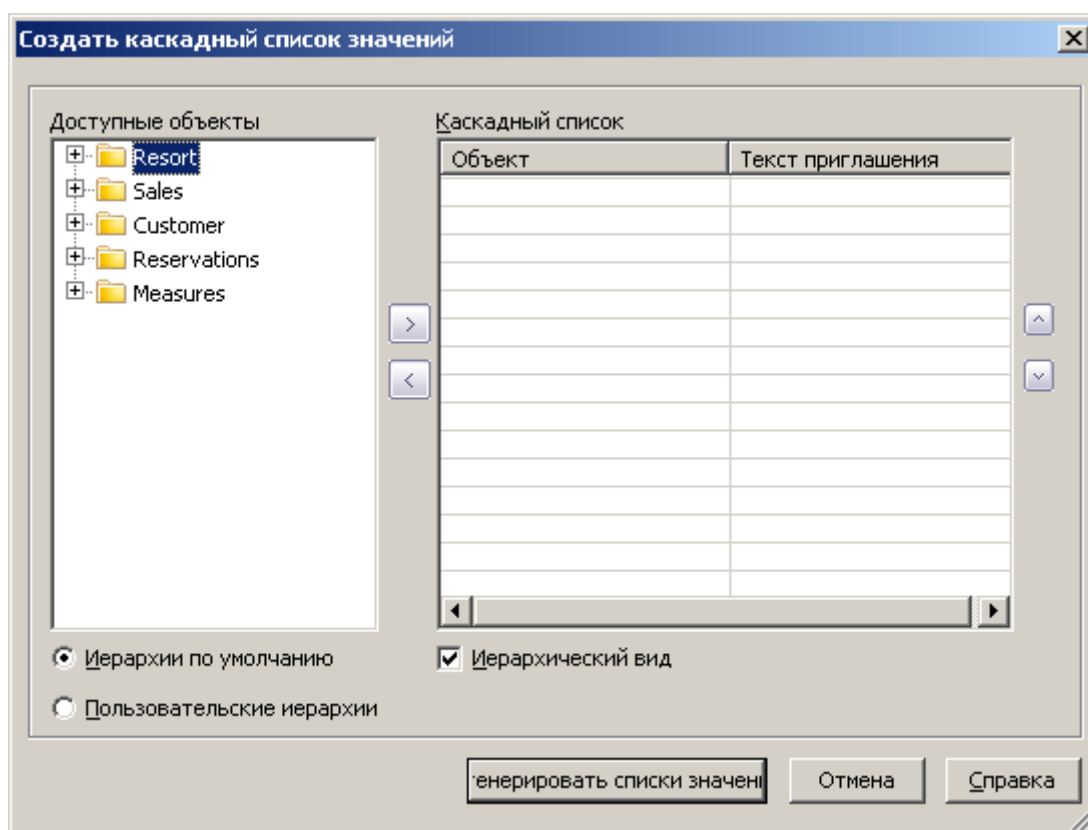 Создать каскадный список значений
Доступные объекты
Каскадный список
Resort
Объект
Текст приглашения
Sales
Customer
Reservations
Measures
>
<
Иерархии по умолчанию
Иерархический вид
Пользовательские иерархии
генерировать списки значени
Отмена
Справка